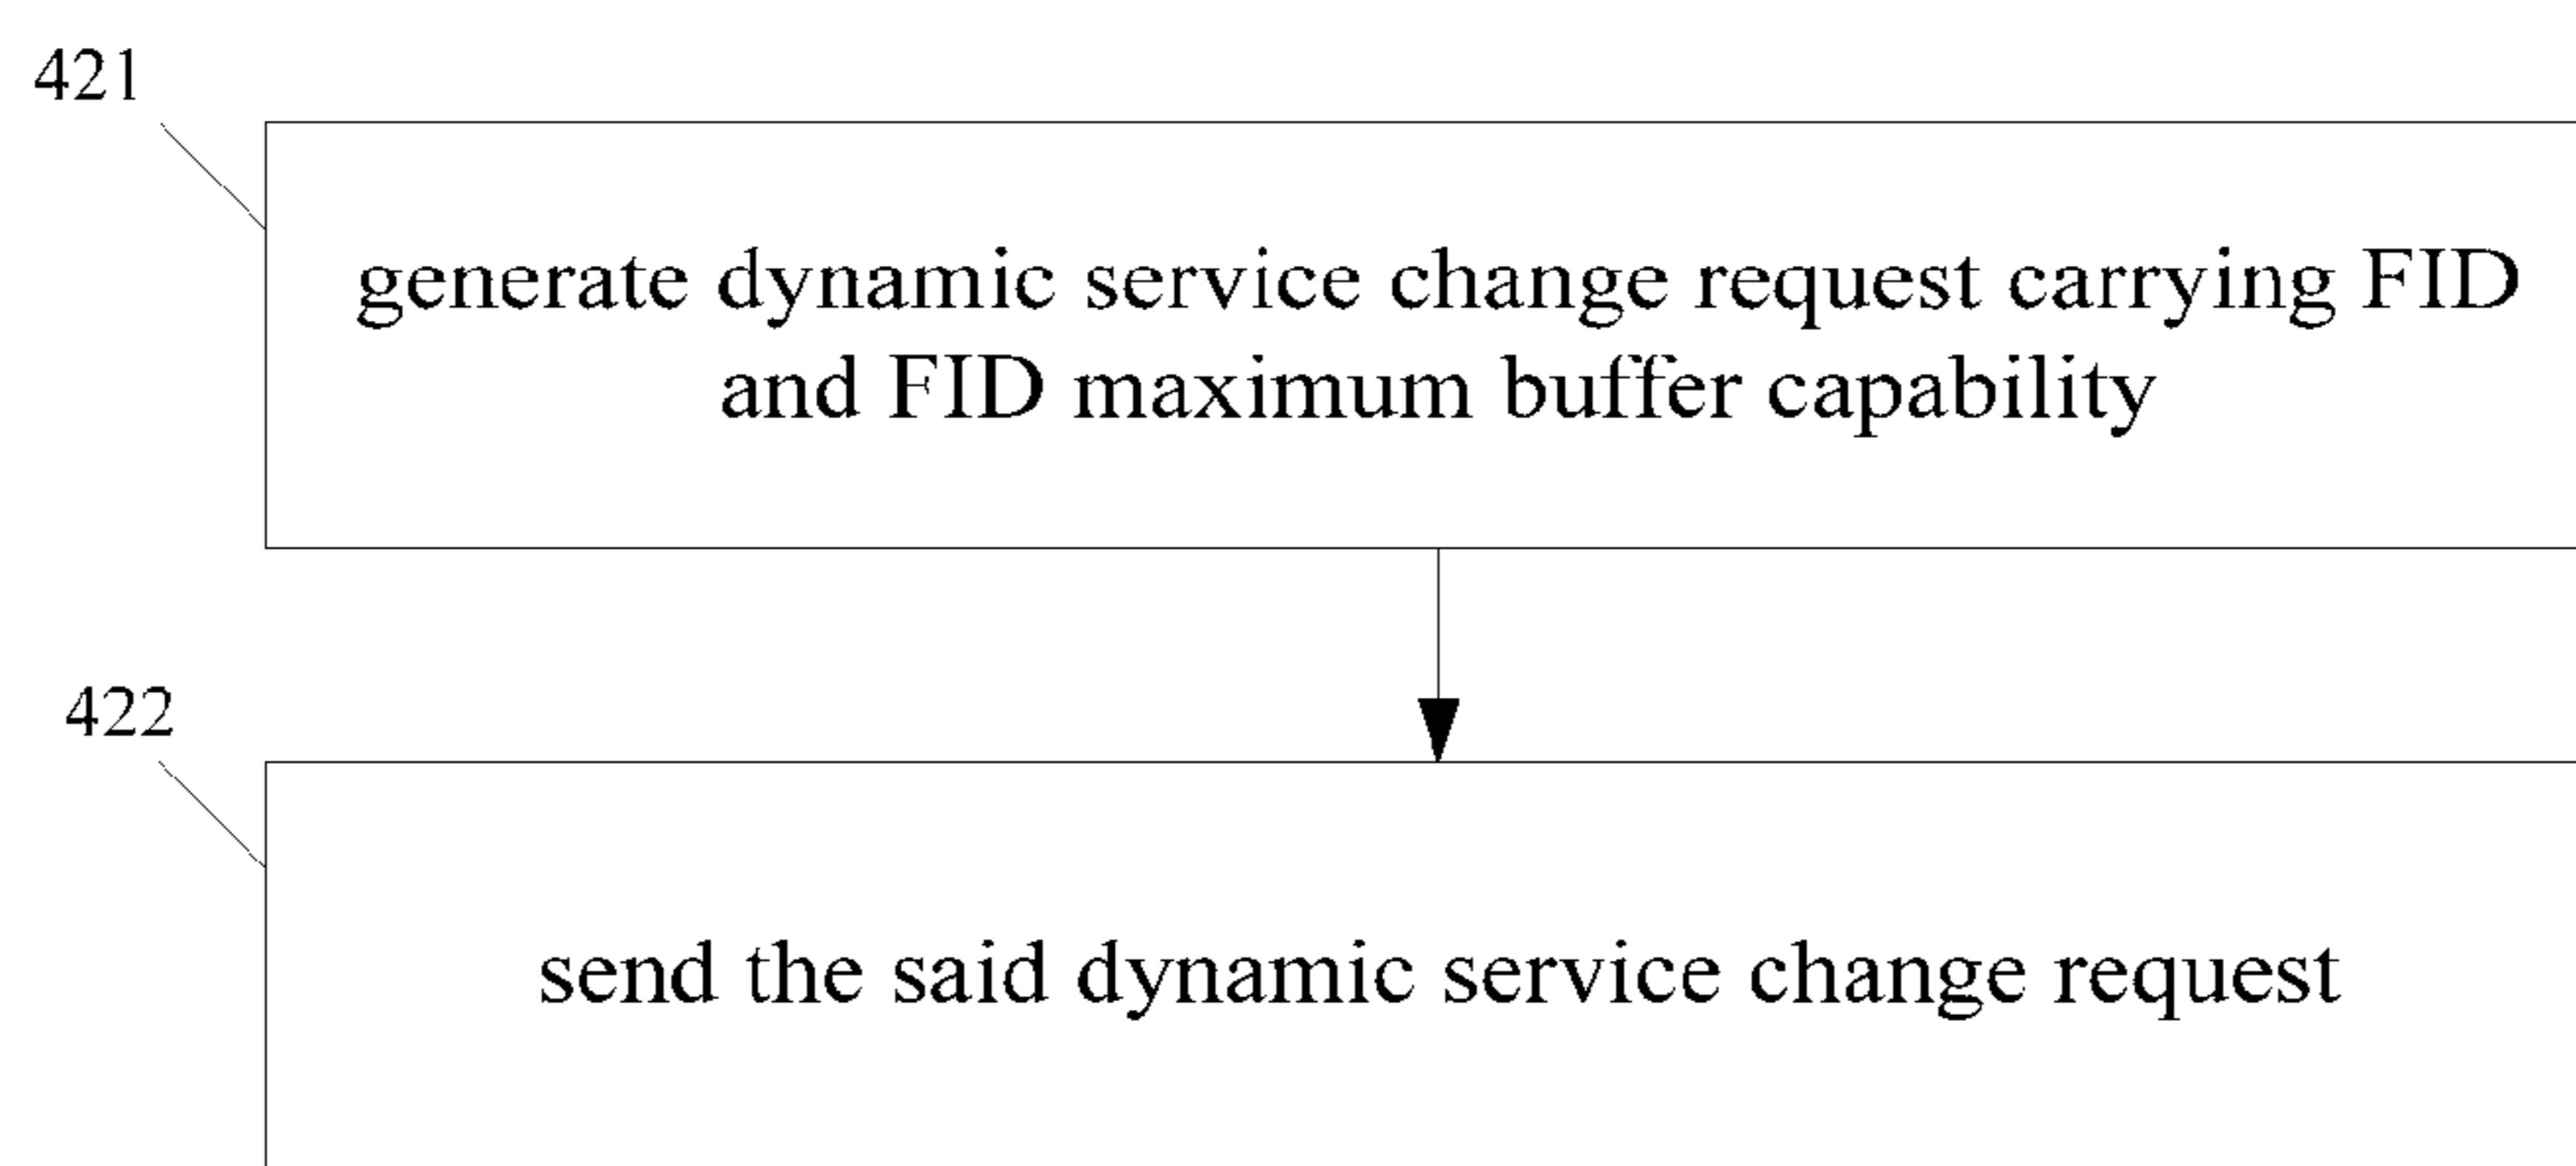 421
generate dynamic service change request carrying FID
and FID maximum buffer capability
422
send the said dynamic service change request